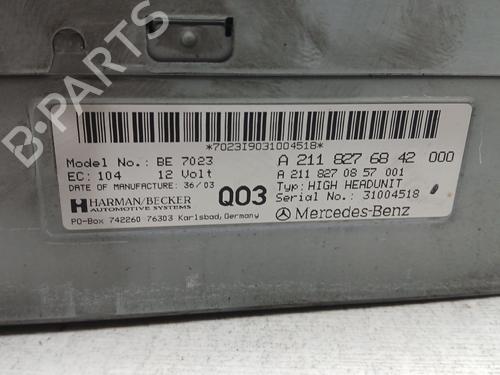 B-PARTS
*7023I9031004518*
Model No.: BE 7023
EC: 104 12 Volt
DATE OF MANUFACTURE: 36/03
HARMAN/BECKER
AUTOMOTIVE SYSTEMS
PO-Box 742260 76303 Karlsbad, Germany
Q03
A 211 827 68 42 000
A 211 827 08 57 001
Typ: HIGH HEADUNIT
Serial No.: 31004518
Mercedes-Benz